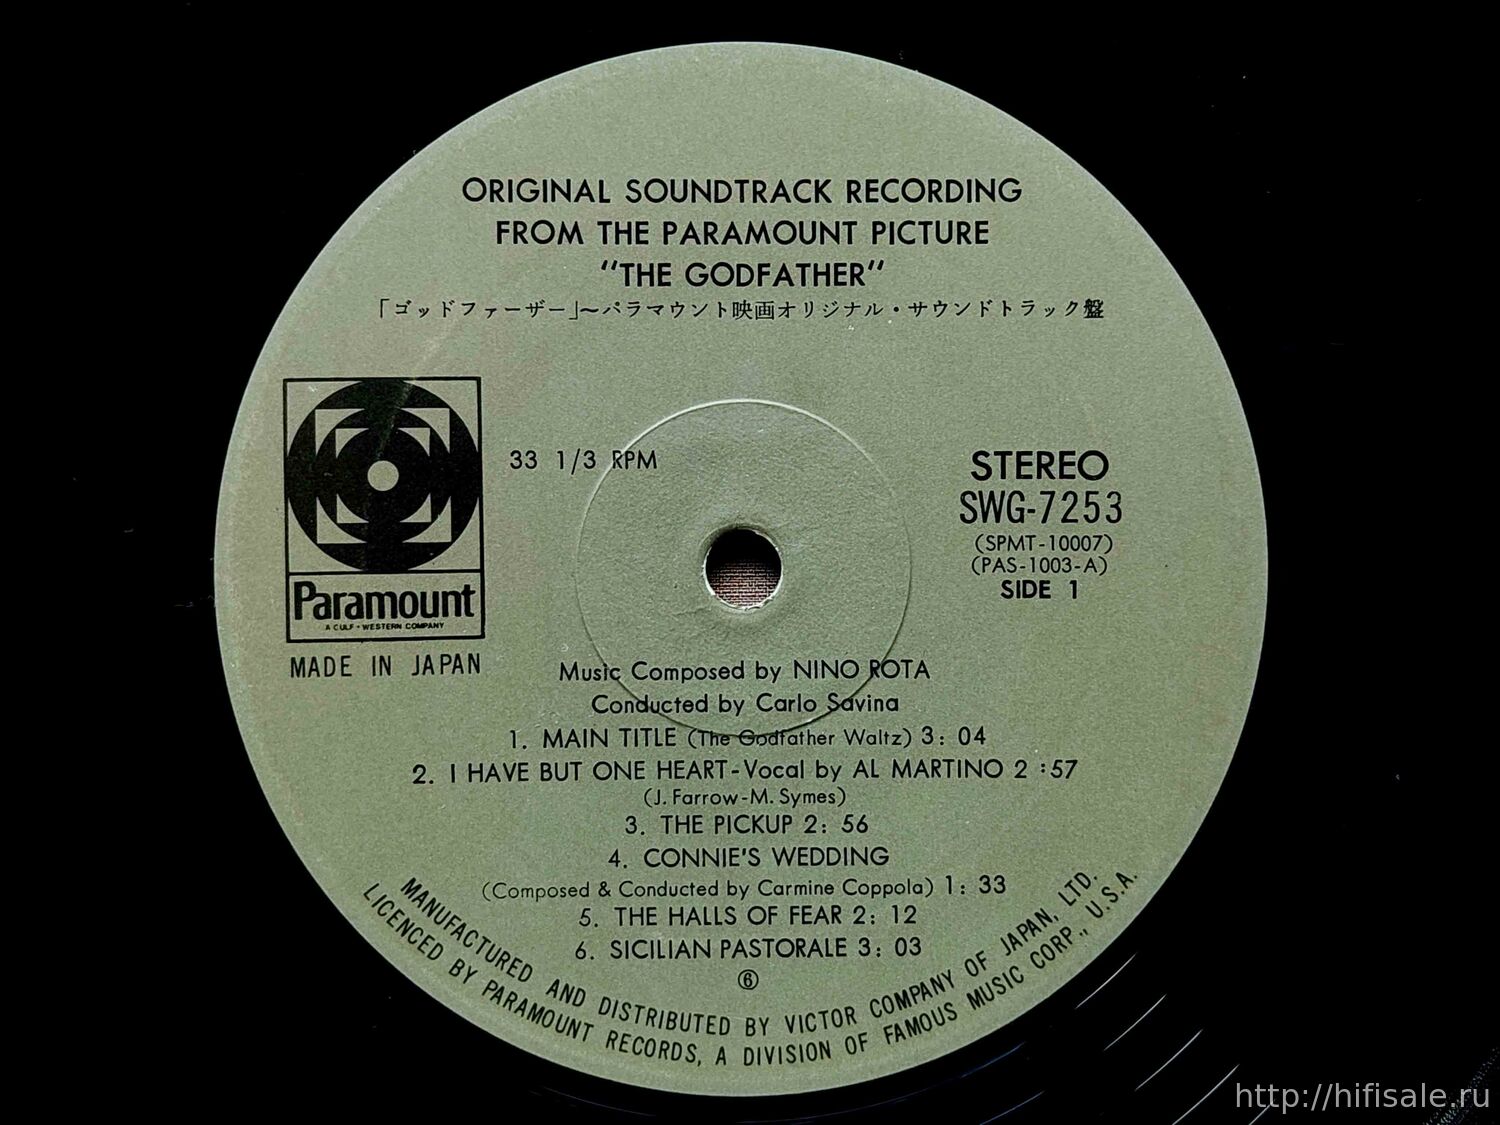 ORIGINAL SOUNDTRACK RECORDING
FROM THE PARAMOUNT PICTURE
"THE GODFATHER"
「ゴッドファーザー」〜パラマウント映画オリジナル・サウンドトラック盤
33 1/3 RPM
STEREO
SWG-7253
(SPMT-10007)
(PAS-1003-A)
SIDE 1
Paramount
A GULF+WESTERN COMPANY
MADE IN JAPAN
Music Composed by NINO ROTA
Conducted by Carlo Savina
1. MAIN TITLE (The Godfather Waltz) 3: 04
2. I HAVE BUT ONE HEART-Vocal by AL MARTINO 2 :57
(J. Farrow-M. Symes)
3. THE PICKUP 2: 56
4. CONNIE'S WEDDING
(Composed & Conducted by Carmine Coppola) 1: 33
5. THE HALLS OF FEAR 2: 12
6. SICILIAN PASTORALE 3: 03
⑥
MANUFACTURED AND DISTRIBUTED BY VICTOR COMPANY OF JAPAN, LTD.
LICENCED BY PARAMOUNT RECORDS, A DIVISION OF FAMOUS MUSIC CORP., U.S.A.
http://hifisale.ru